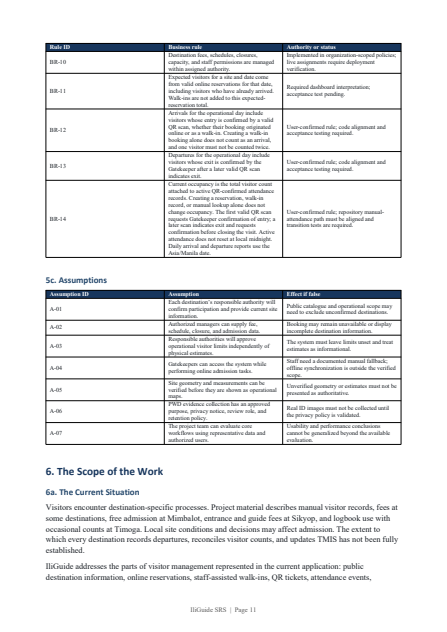 Rule ID Business rule Authority or status
BR-10 Destination fees, schedules, closures, capacity, and staff permissions are managed within assigned authority. Implemented in organization-scoped policies; live assignments require deployment verification.
BR-11 Expected visitors for a site and date come from valid online reservations for that date, including visitors who have already arrived. Walk-ins are not added to this expected-reservation total. Required dashboard interpretation; acceptance test pending.
BR-12 Arrivals for the operational day include visitors whose entry is confirmed by a valid QR scan, whether their booking originated online or as a walk-in. Creating a walk-in booking alone does not count as an arrival, and one visitor must not be counted twice. User-confirmed rule; code alignment and acceptance testing required.
BR-13 Departures for the operational day include visitors whose exit is confirmed by the Gatekeeper after a later valid QR scan indicates exit. User-confirmed rule; code alignment and acceptance testing required.
BR-14 Current occupancy is the total visitor count attached to active QR-confirmed attendance records. Creating a reservation, walk-in record, or manual lookup alone does not change occupancy. The first valid QR scan requests Gatekeeper confirmation of entry; a later scan indicates exit and requests confirmation before closing the visit. Active attendance does not reset at local midnight. Daily arrival and departure reports use the Asia/Manila date. User-confirmed rule; repository manual-attendance path must be aligned and transition tests are required.
5c. Assumptions
Assumption ID Assumption Effect if false
A-01 Each destination's responsible authority will confirm participation and provide current site information. Public catalogue and operational scope may need to exclude unconfirmed destinations.
A-02 Authorized managers can supply fee, schedule, closure, and admission data. Booking may remain unavailable or display incomplete destination information.
A-03 Responsible authorities will approve operational visitor limits independently of physical estimates. The system must leave limits unset and treat estimates as informational.
A-04 Gatekeepers can access the system while performing online admission tasks. Staff need a documented manual fallback; offline synchronization is outside the verified scope.
A-05 Site geometry and measurements can be verified before they are shown as operational maps. Unverified geometry or estimates must not be presented as authoritative.
A-06 PWD evidence collection has an approved purpose, privacy notice, review role, and retention policy. Real ID images must not be collected until the privacy policy is validated.
A-07 The project team can evaluate core workflows using representative data and authorized users. Usability and performance conclusions cannot be generalized beyond the available evaluation.
6. The Scope of the Work
6a. The Current Situation
Visitors encounter destination-specific processes. Project material describes manual visitor records, fees at
some destinations, free admission at Mimbalot, entrance and guide fees at Sikyop, and logbook use with
occasional counts at Timoga. Local site conditions and decisions may affect admission. The extent to
which every destination records departures, reconciles visitor counts, and updates TMIS has not been fully
established.
IliGuide addresses the parts of visitor management represented in the current application: public
destination information, online reservations, staff-assisted walk-ins, QR tickets, attendance events,
IliGuide SRS | Page 11